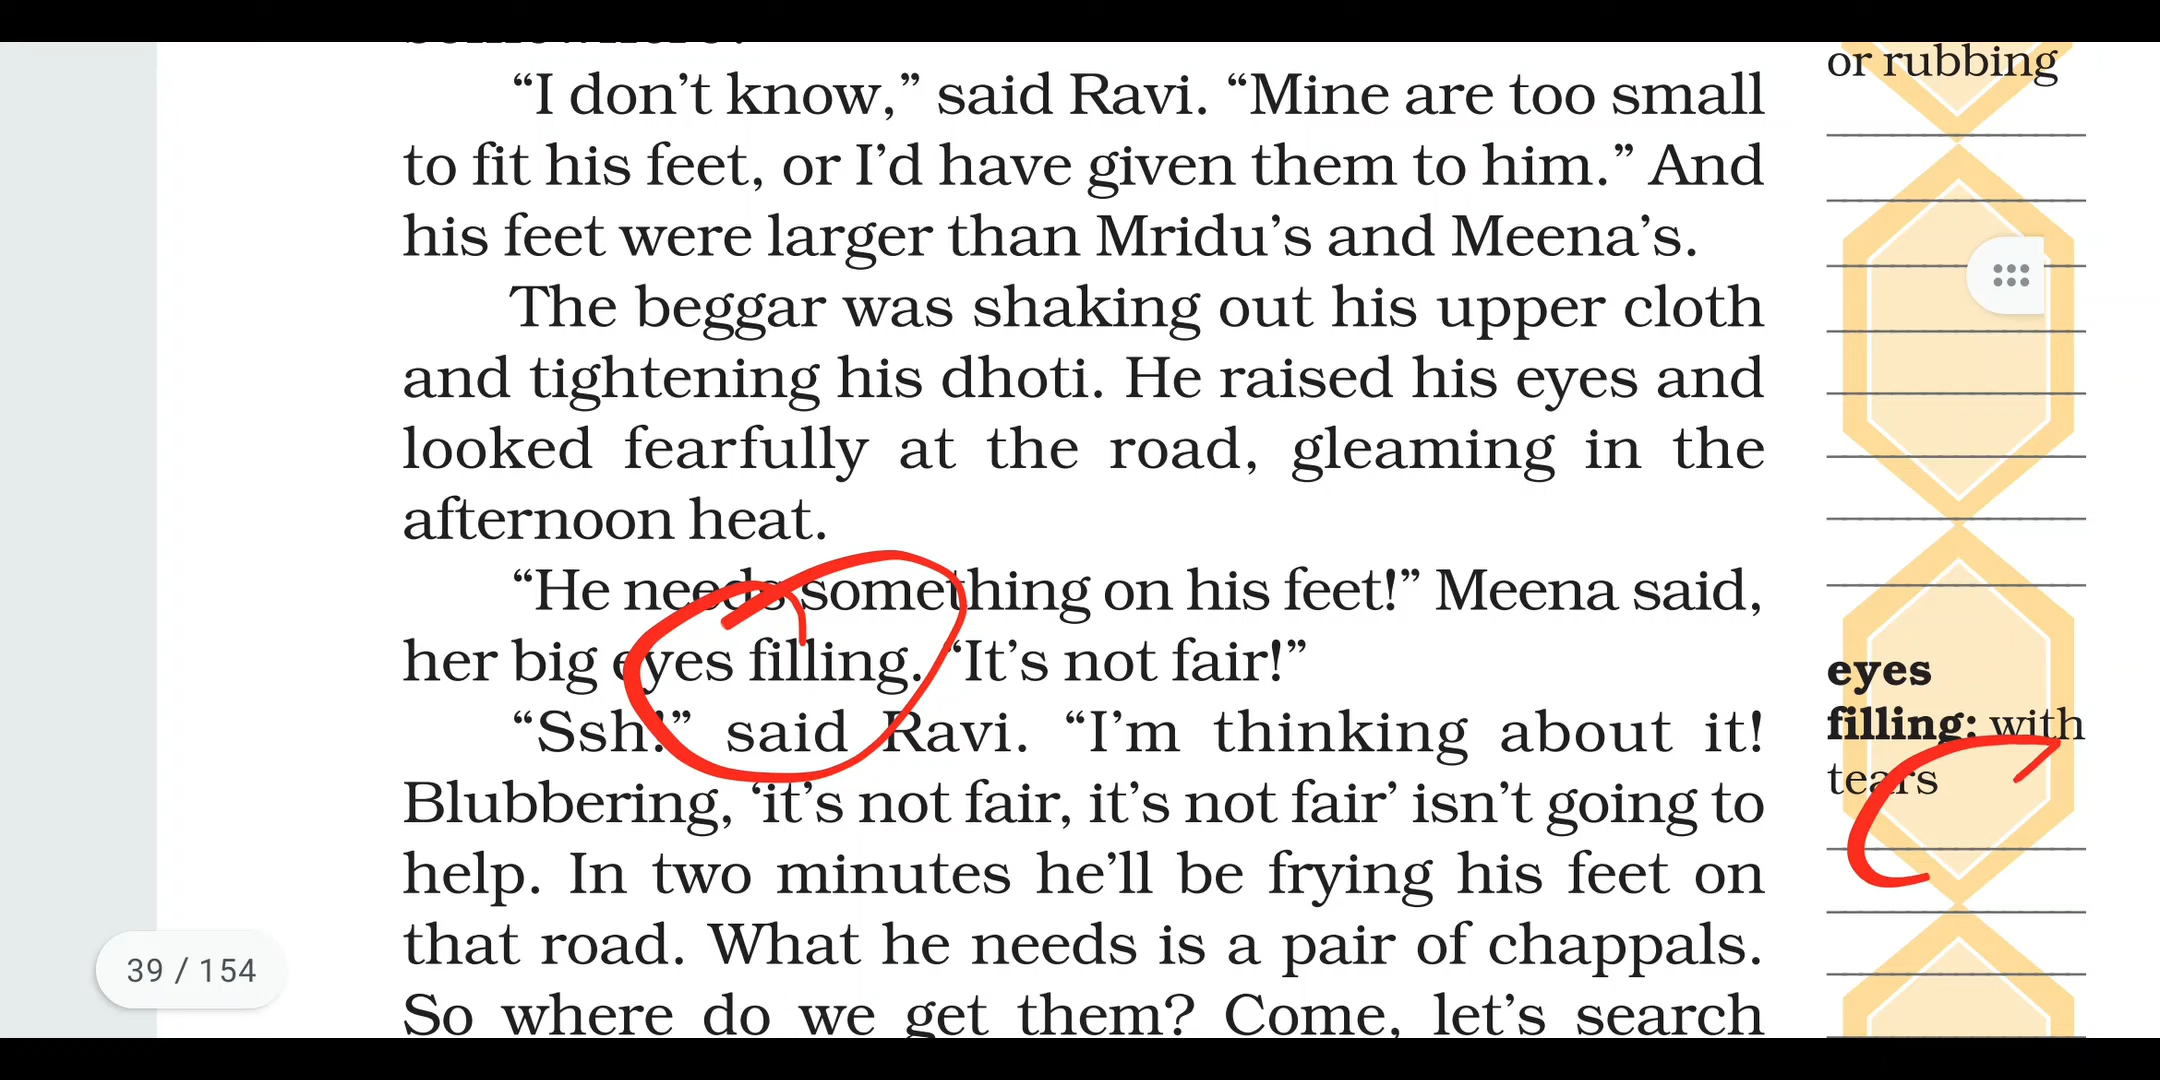 “I don’t know,” said Ravi. “Mine are too small
to fit his feet, or I’d have given them to him.” And
his feet were larger than Mridu’s and Meena’s.
The beggar was shaking out his upper cloth
and tightening his dhoti. He raised his eyes and
looked fearfully at the road, gleaming in the
afternoon heat.
“He needs something on his feet!” Meena said,
her big eyes filling. “It’s not fair!”
“Ssh!” said Ravi. “I’m thinking about it!
Blubbering, ‘it’s not fair, it’s not fair’ isn’t going to
help. In two minutes he’ll be frying his feet on
that road. What he needs is a pair of chappals.
So where do we get them? Come, let’s search
or rubbing
eyes
filling: with
tears
39 / 154